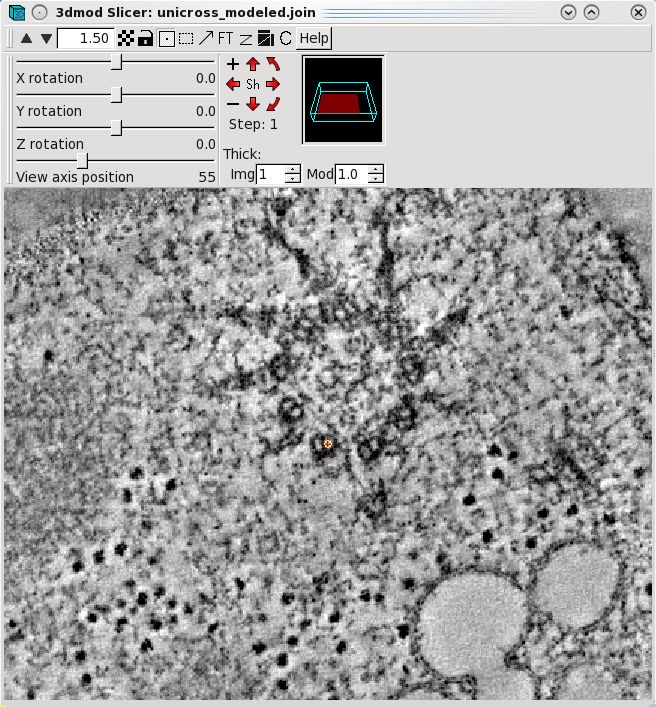 3dmod Slicer: unicross_modeled.join
1.50 FT Z C Help
X rotation 0.0
Y rotation 0.0
Z rotation 0.0
View axis position 55
Sh
Step: 1
Thick:
Img 1 Mod 1.0